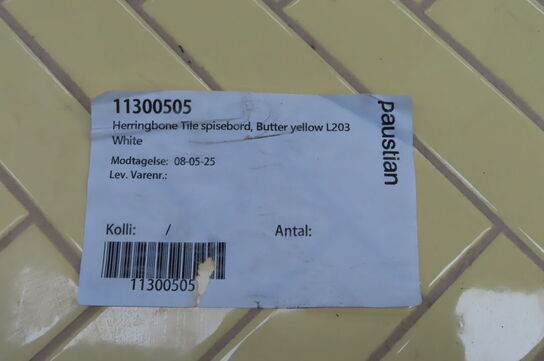 11300505
Herringbone Tile spisebord, Butter yellow L203
White
Modtagelse: 08-05-25
Lev. Varenr.:
paustian
Kolli: /
Antal:
11300505